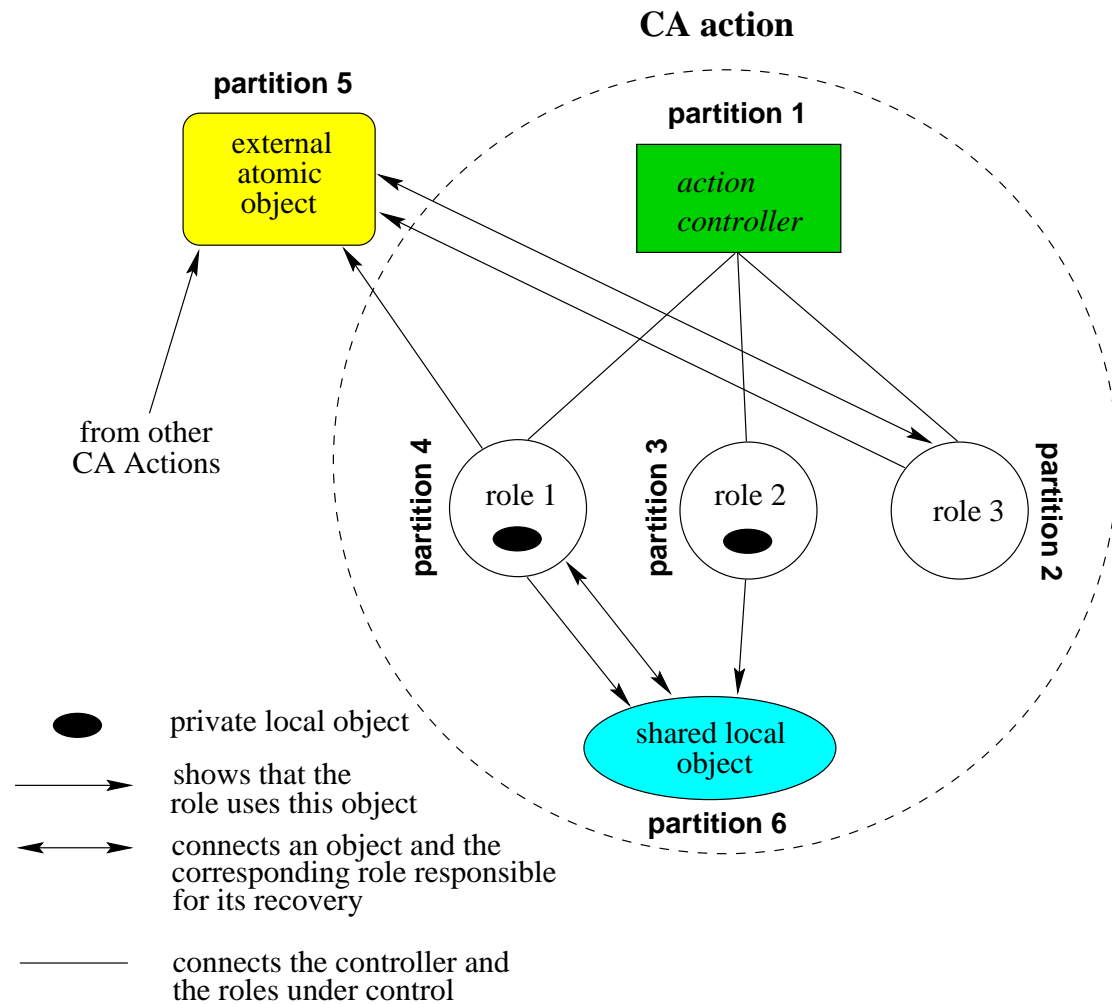 CA action
partition 5
partition 1
external
atomic
object
action
controller
from other
CA Actions
partition 4
role 1
partition 3
role 2
role 3
partition 2
shared local
object
partition 6
private local object
shows that the
role uses this object
connects an object and the
corresponding role responsible
for its recovery
connects the controller and
the roles under control